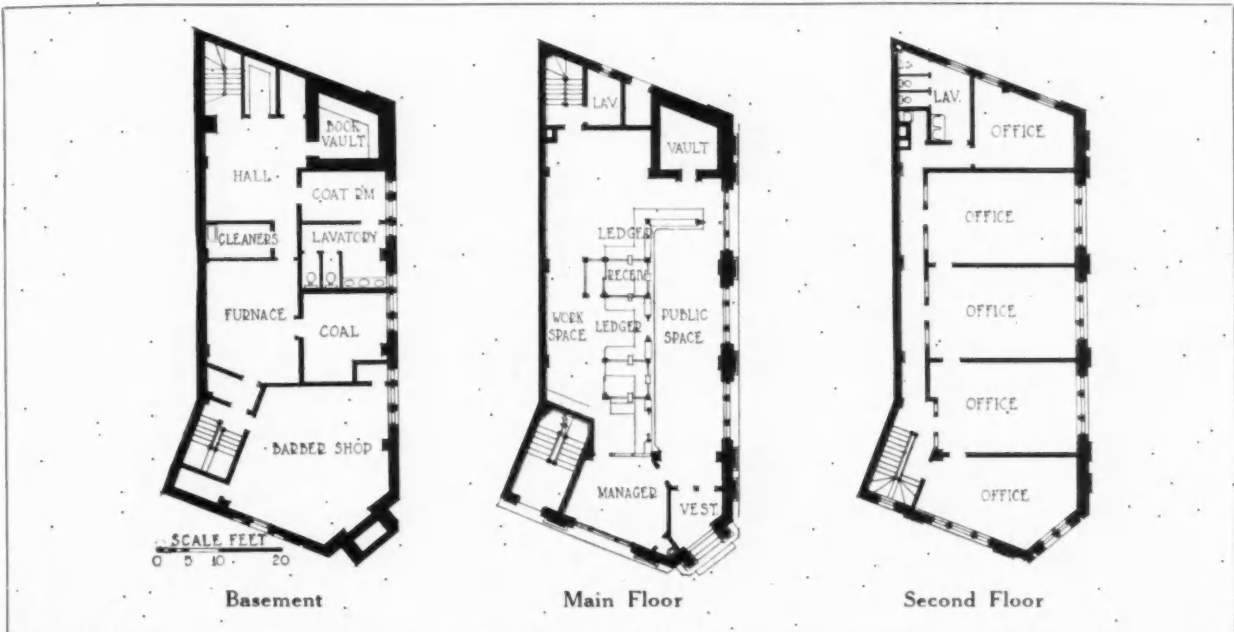 BOOK
VAULT
HALL
COAT RM
CLEANERS
LAVATORY
FURNACE
COAL
BARBER SHOP
SCALE FEET
0 5 10 20
Basement
LAV.
VAULT
LEDGER
RECEIV.
WORK
SPACE
LEDGER
PUBLIC
SPACE
MANAGER
VEST.
Main Floor
LAV.
OFFICE
OFFICE
OFFICE
OFFICE
OFFICE
Second Floor